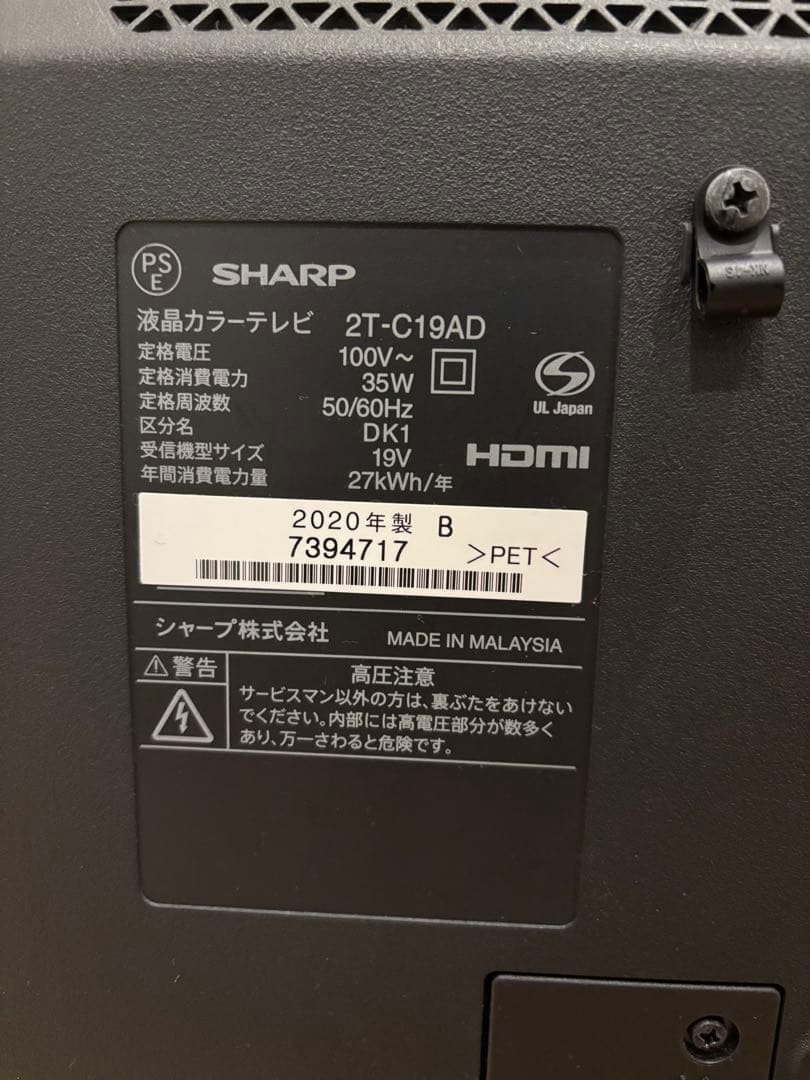 PSE SHARP
液晶カラーテレビ 2T-C19AD
定格電圧 100V~
定格消費電力 35W
定格周波数 50/60Hz
区分名 DK1
受信機型サイズ 19V
年間消費電力量 27kWh/年
UL Japan
HDMI
2020年製 B
7394717 >PET<
シャープ株式会社 MADE IN MALAYSIA
⚠警告 高圧注意
サービスマン以外の方は、裏ぶたをあけない
でください。内部には高電圧部分が数多く
あり、万一さわると危険です。